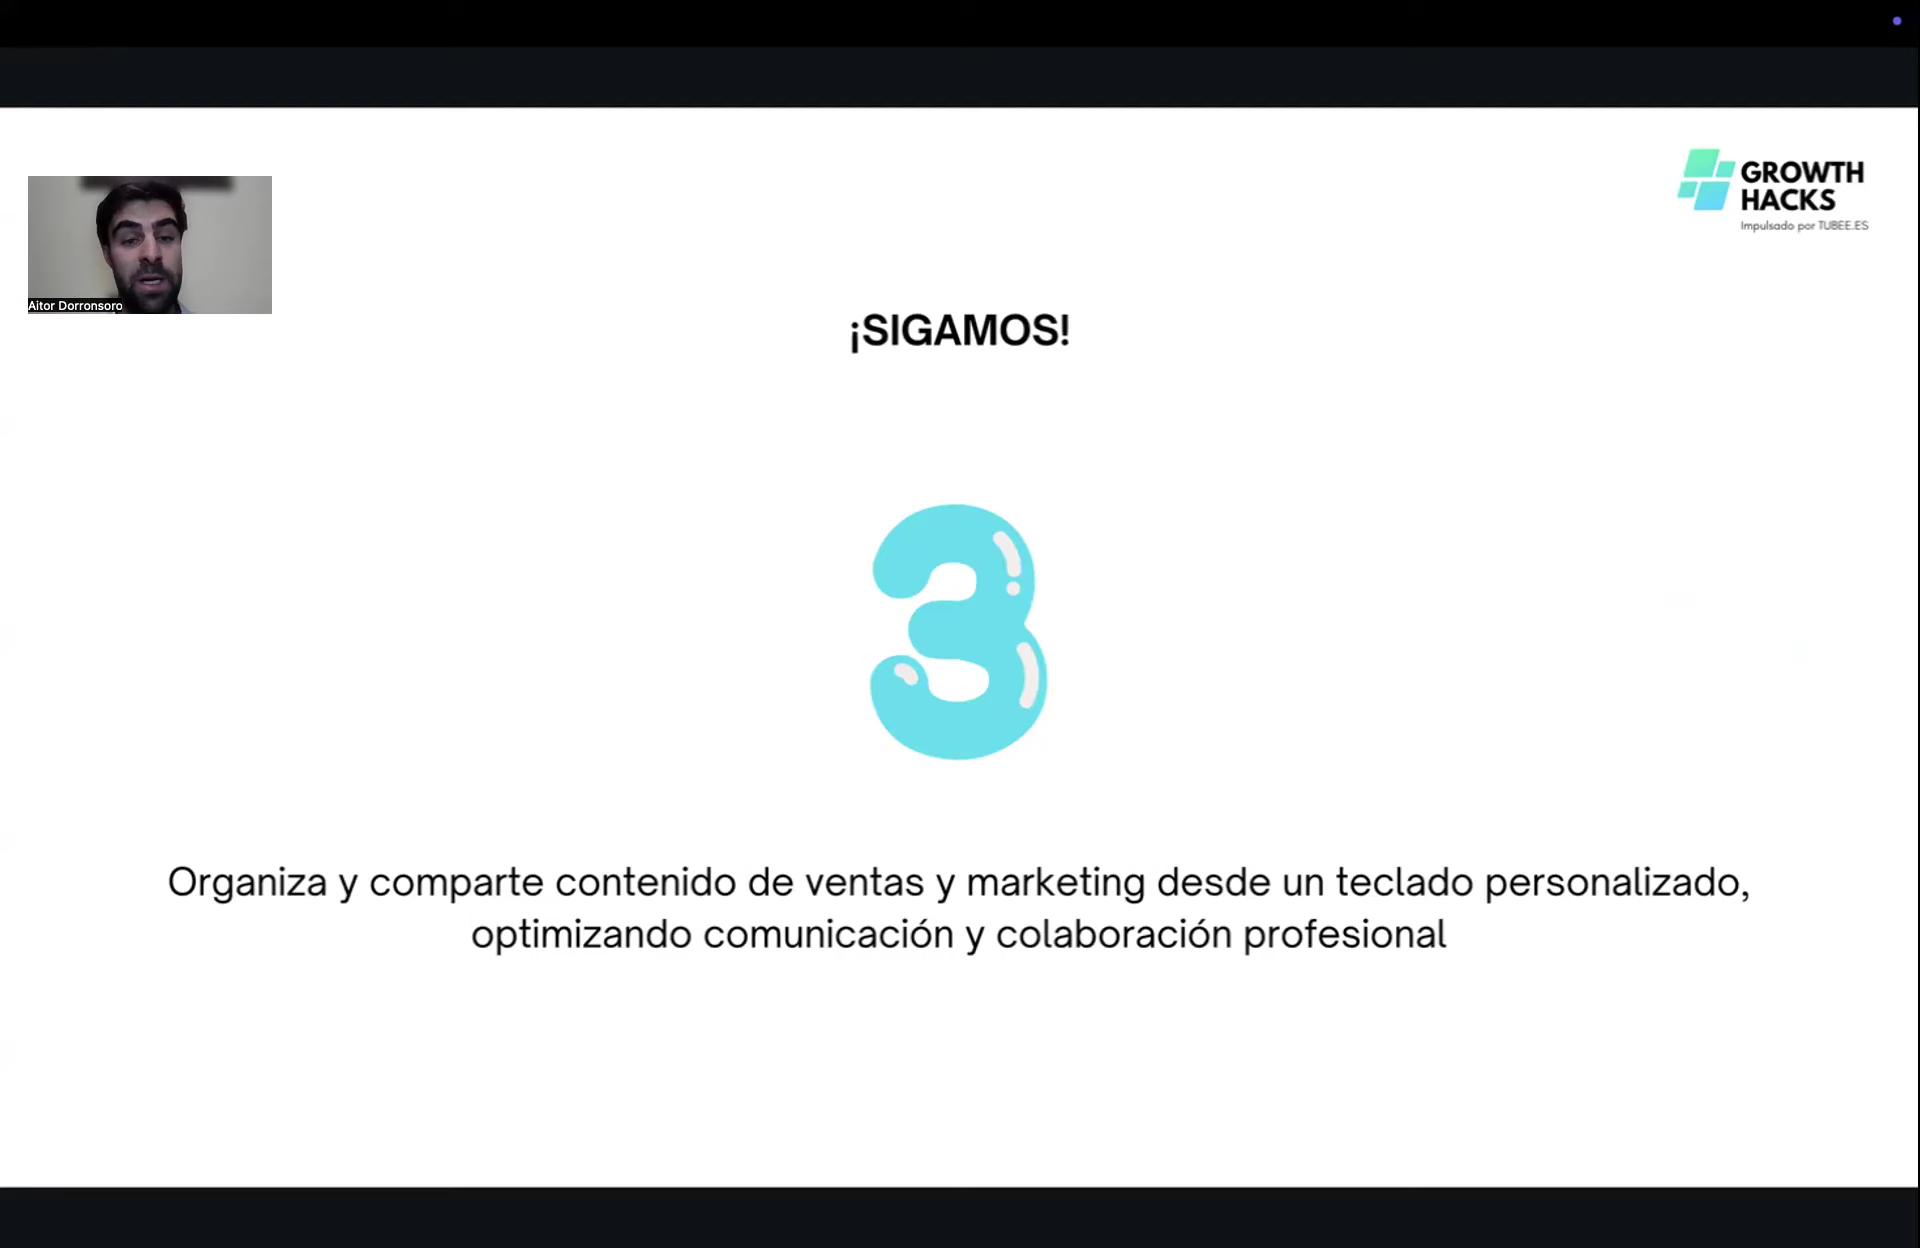 GROWTH
HACKS
Impulsado por TUBEE.ES
Aitor Dorronsoro
¡SIGAMOS!
3
Organiza y comparte contenido de ventas y marketing desde un teclado personalizado,
optimizando comunicación y colaboración profesional